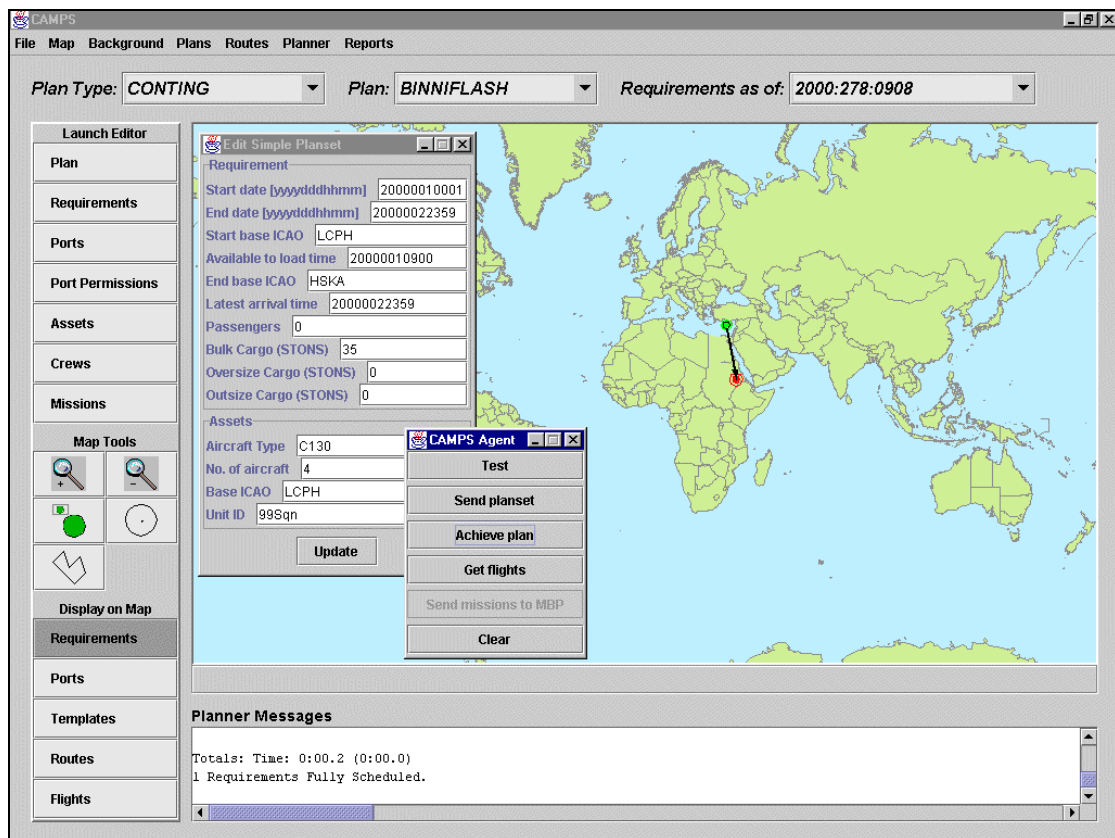 CAMPS
File Map Background Plans Routes Planner Reports
Plan Type: CONTING Plan: BINNIFLASH Requirements as of: 2000:278:0908
Launch Editor
Plan
Requirements
Ports
Port Permissions
Assets
Crews
Missions
Map Tools
+ −
Display on Map
Requirements
Ports
Templates
Routes
Flights
Edit Simple Planset
Requirement
Start date [yyyydddhhmm] 20000010001
End date [yyyydddhhmm] 20000022359
Start base ICAO LCPH
Available to load time 20000010900
End base ICAO HSKA
Latest arrival time 20000022359
Passengers 0
Bulk Cargo (STONS) 35
Oversize Cargo (STONS) 0
Outsize Cargo (STONS) 0
Assets
Aircraft Type C130
No. of aircraft 4
Base ICAO LCPH
Unit ID 99Sqn
Update
CAMPS Agent
Test
Send planset
Achieve plan
Get flights
Send missions to MBP
Clear
Planner Messages
Totals: Time: 0:00.2 (0:00.0)
1 Requirements Fully Scheduled.